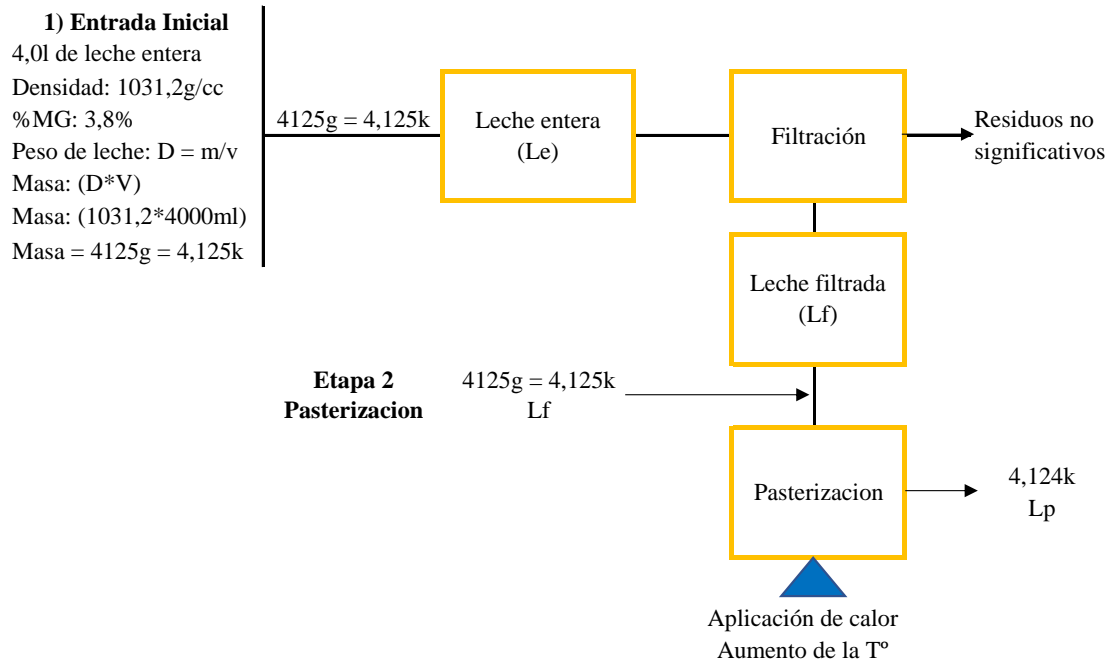 1) Entrada Inicial
4,0l de leche entera
Densidad: 1031,2g/cc
%MG: 3,8%
Peso de leche: D = m/v
Masa: (D*V)
Masa: (1031,2*4000ml)
Masa = 4125g = 4,125k
4125g = 4,125k
Leche entera
(Le)
Filtración
Residuos no
significativos
Leche filtrada
(Lf)
Etapa 2
Pasterizacion
4125g = 4,125k
Lf
Pasterizacion
4,124k
Lp
Aplicación de calor
Aumento de la Tº